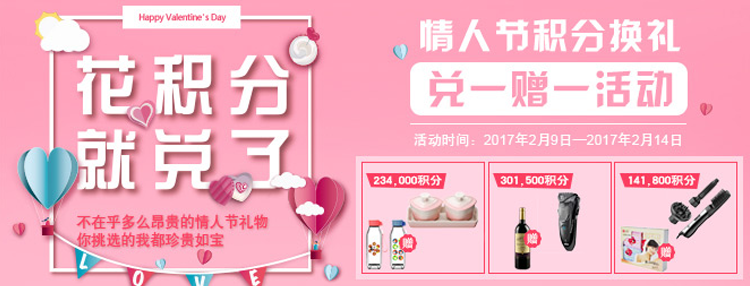 Happy Valentine's Day
花积分
就兑了
不在乎多么昂贵的情人节礼物
你挑选的我都珍贵如宝
LOVE
情人节积分换礼
兑一赠一活动
活动时间：2017年2月9日—2017年2月14日
234,000积分
赠
301,500积分
赠
141,800积分
赠